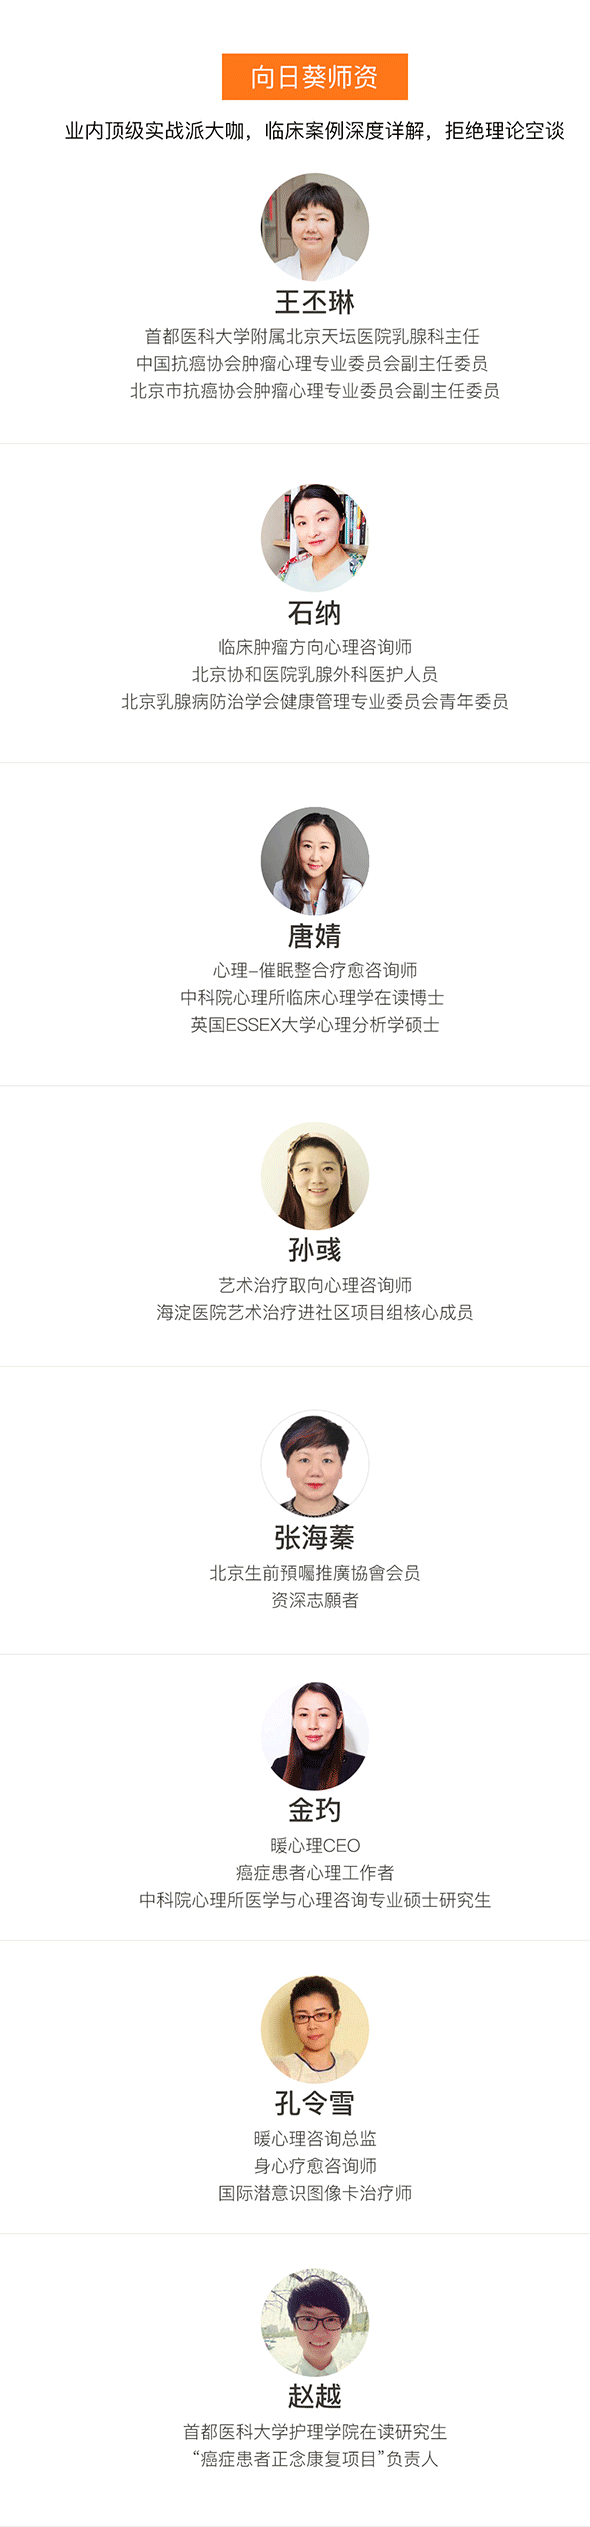 向日葵师资
业内顶级实战派大咖，临床案例深度详解，拒绝理论空谈
王丕琳
首都医科大学附属北京天坛医院乳腺科主任
中国抗癌协会肿瘤心理专业委员会副主任委员
北京市抗癌协会肿瘤心理专业委员会副主任委员
石纳
临床肿瘤方向心理咨询师
北京协和医院乳腺外科医护人员
北京乳腺病防治学会健康管理专业委员会青年委员
唐婧
心理-催眠整合疗愈咨询师
中科院心理所临床心理学在读博士
英国ESSEX大学心理分析学硕士
孙彧
艺术治疗取向心理咨询师
海淀医院艺术治疗进社区项目组核心成员
张海蓁
北京生前預囑推廣協會会员
资深志願者
金玓
暖心理CEO
癌症患者心理工作者
中科院心理所医学与心理咨询专业硕士研究生
孔令雪
暖心理咨询总监
身心疗愈咨询师
国际潜意识图像卡治疗师
赵越
首都医科大学护理学院在读研究生
“癌症患者正念康复项目”负责人